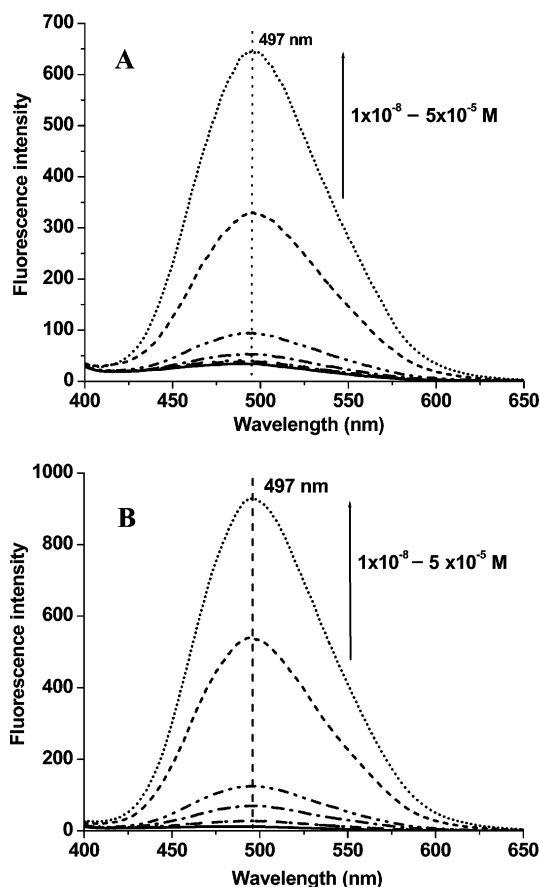 700
600
500
400
300
200
100
0
A
497 nm
1x10⁻⁸ – 5x10⁻⁵ M
Fluorescence intensity
400 450 500 550 600 650
Wavelength (nm)
1000
800
600
400
200
0
B
497 nm
1x10⁻⁸ – 5 x10⁻⁵ M
Fluorescence intensity
400 450 500 550 600 650
Wavelength (nm)